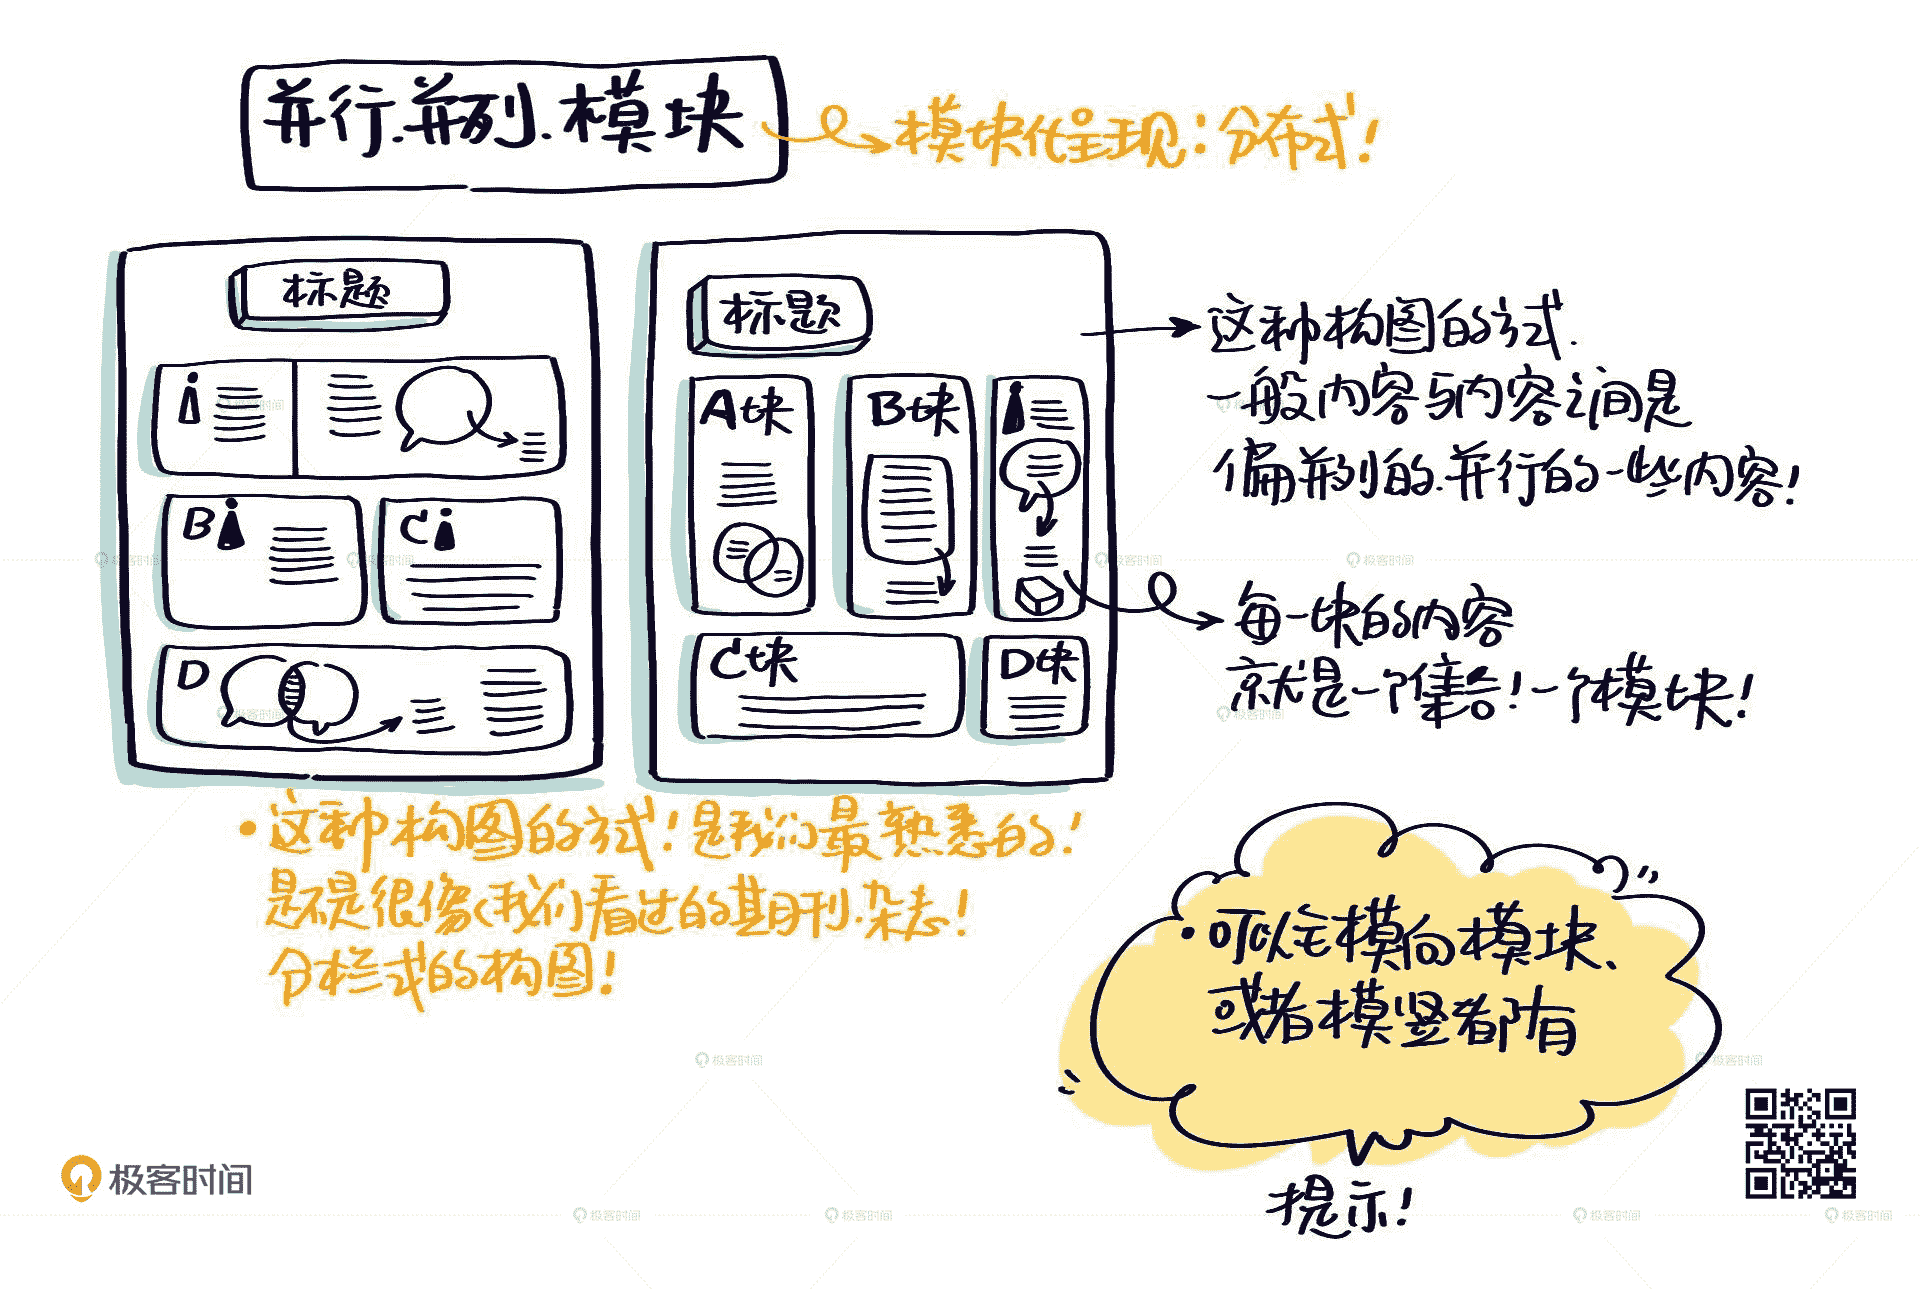 并行.并列.模块
模块化呈现：分布式！
标题
B
C
D
标题
A块
B块
C块
D块
这种构图的方式.
一般内容与内容之间是
偏并列的.并行的一些内容！
每一块的内容
就是一个集合！一个模块！
·这种构图的方式！是我们最熟悉的！
是不是很像（我们看过的期刊.杂志！
分栏式的构图！
·可以全模向模块、
或者模竖都有
提示！
极客时间